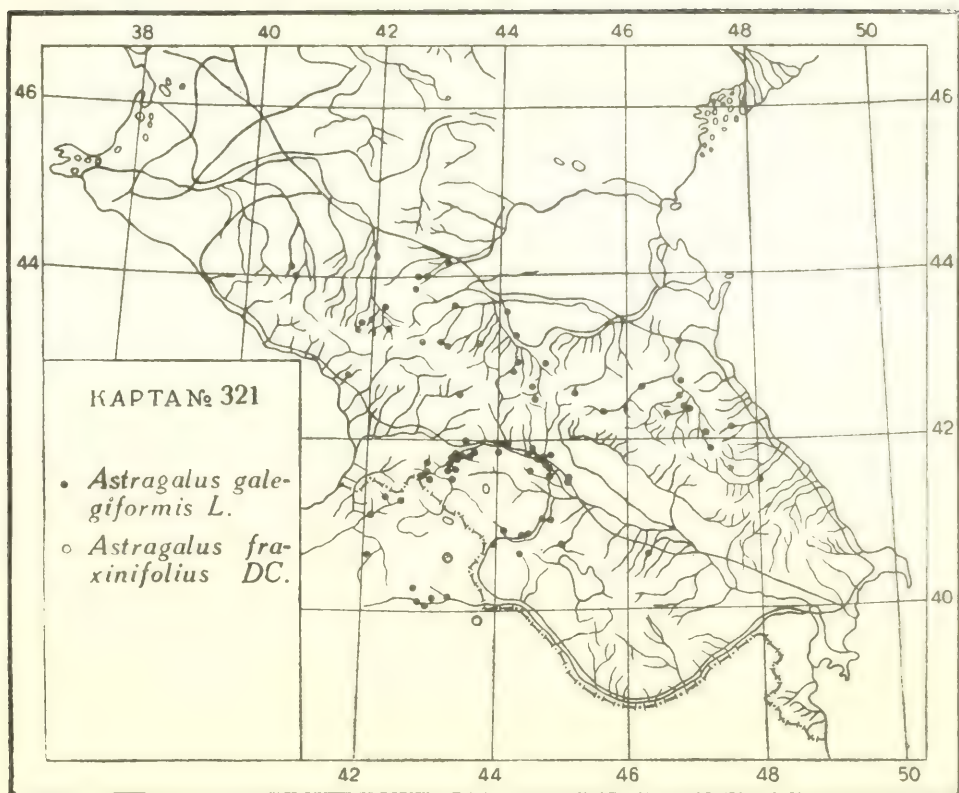 38 40 42 44 46 48 50
46 46
44 44
КАРТА № 321
42
• Astragalus gale-
giformis L.
○ Astragalus fra-
xinifolius DC.
40
42 44 46 48 50